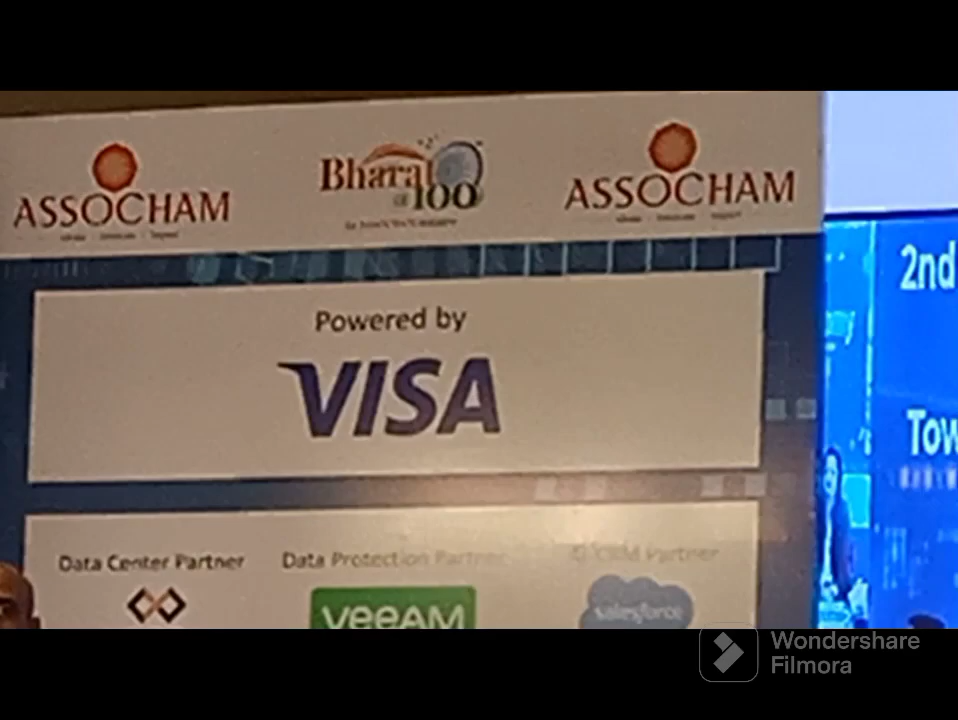 ASSOCHAM
Bharat
@100
ASSOCHAM
2nd
Powered by
VISA
Tow
Data Center Partner
Data Protection Partner
CRM Partner
veeAM
salesforce
Wondershare
Filmora